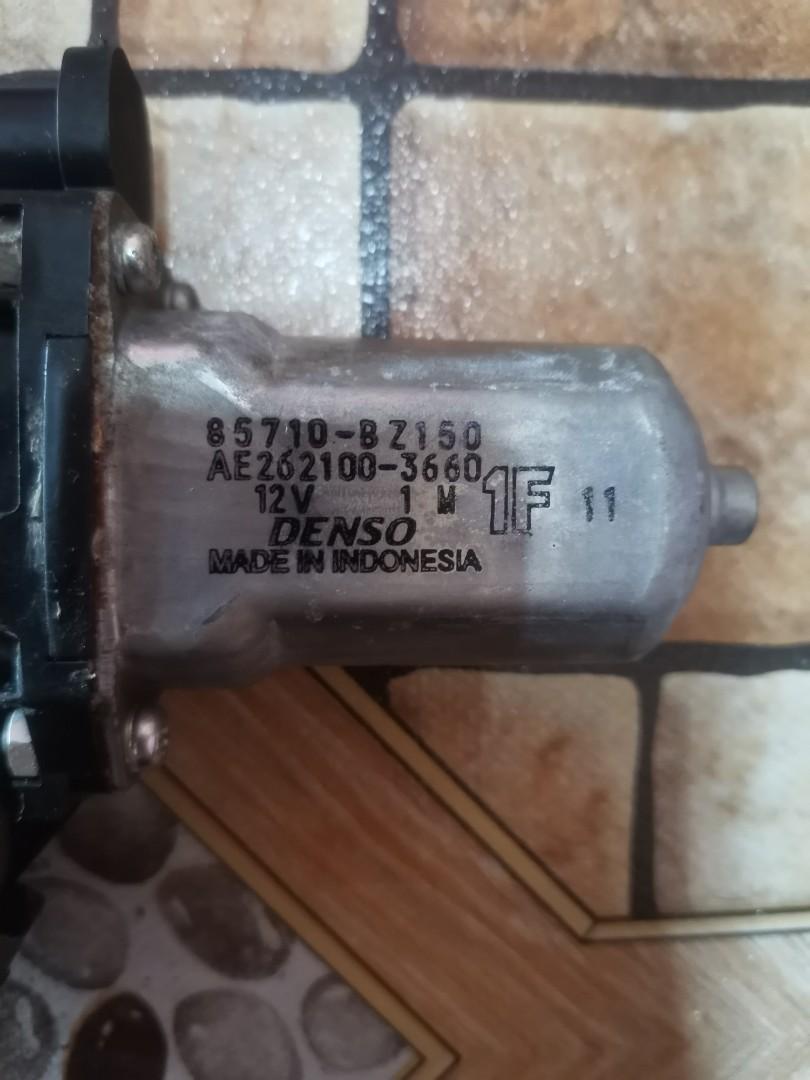 85710-BZ150
AE262100-3660
12V 1 M 1F 11
DENSO
MADE IN INDONESIA